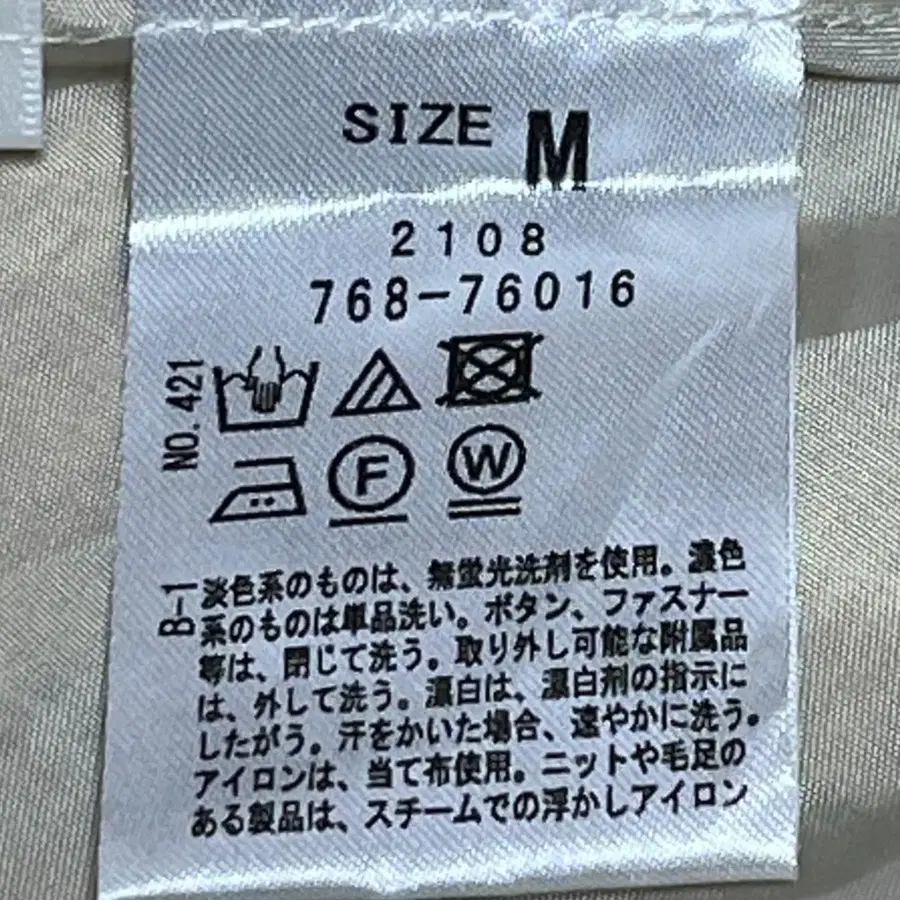 SIZE M
2108
768-76016
NO.421
F
W
B-1
淡色系のものは、無蛍光洗剤を使用。濃色
系のものは単品洗い。ボタン、ファスナー
等は、閉じて洗う。取り外し可能な附属品
は、外して洗う。漂白は、漂白剤の指示に
したがう。汗をかいた場合、速やかに洗う。
アイロンは、当て布使用。ニットや毛足の
ある製品は、スチームでの浮かしアイロン